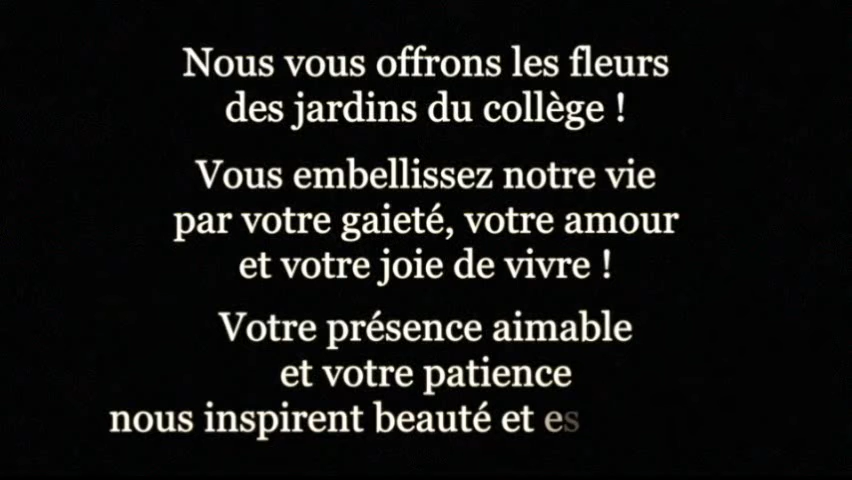 Nous vous offrons les fleurs
des jardins du collège !
Vous embellissez notre vie
par votre gaieté, votre amour
et votre joie de vivre !
Votre présence aimable
et votre patience
nous inspirent beauté et es